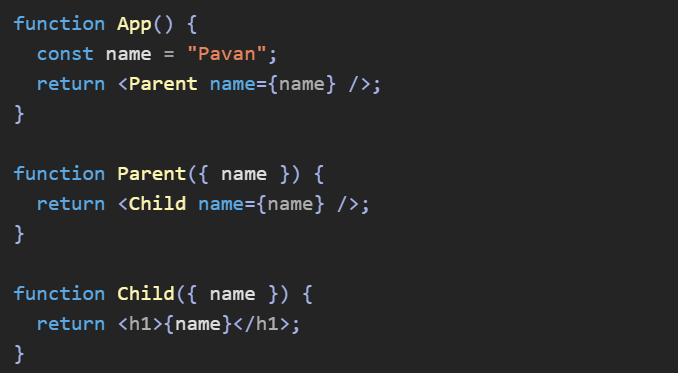 function App() {
  const name = "Pavan";
  return <Parent name={name} />;
}

function Parent({ name }) {
  return <Child name={name} />;
}

function Child({ name }) {
  return <h1>{name}</h1>;
}